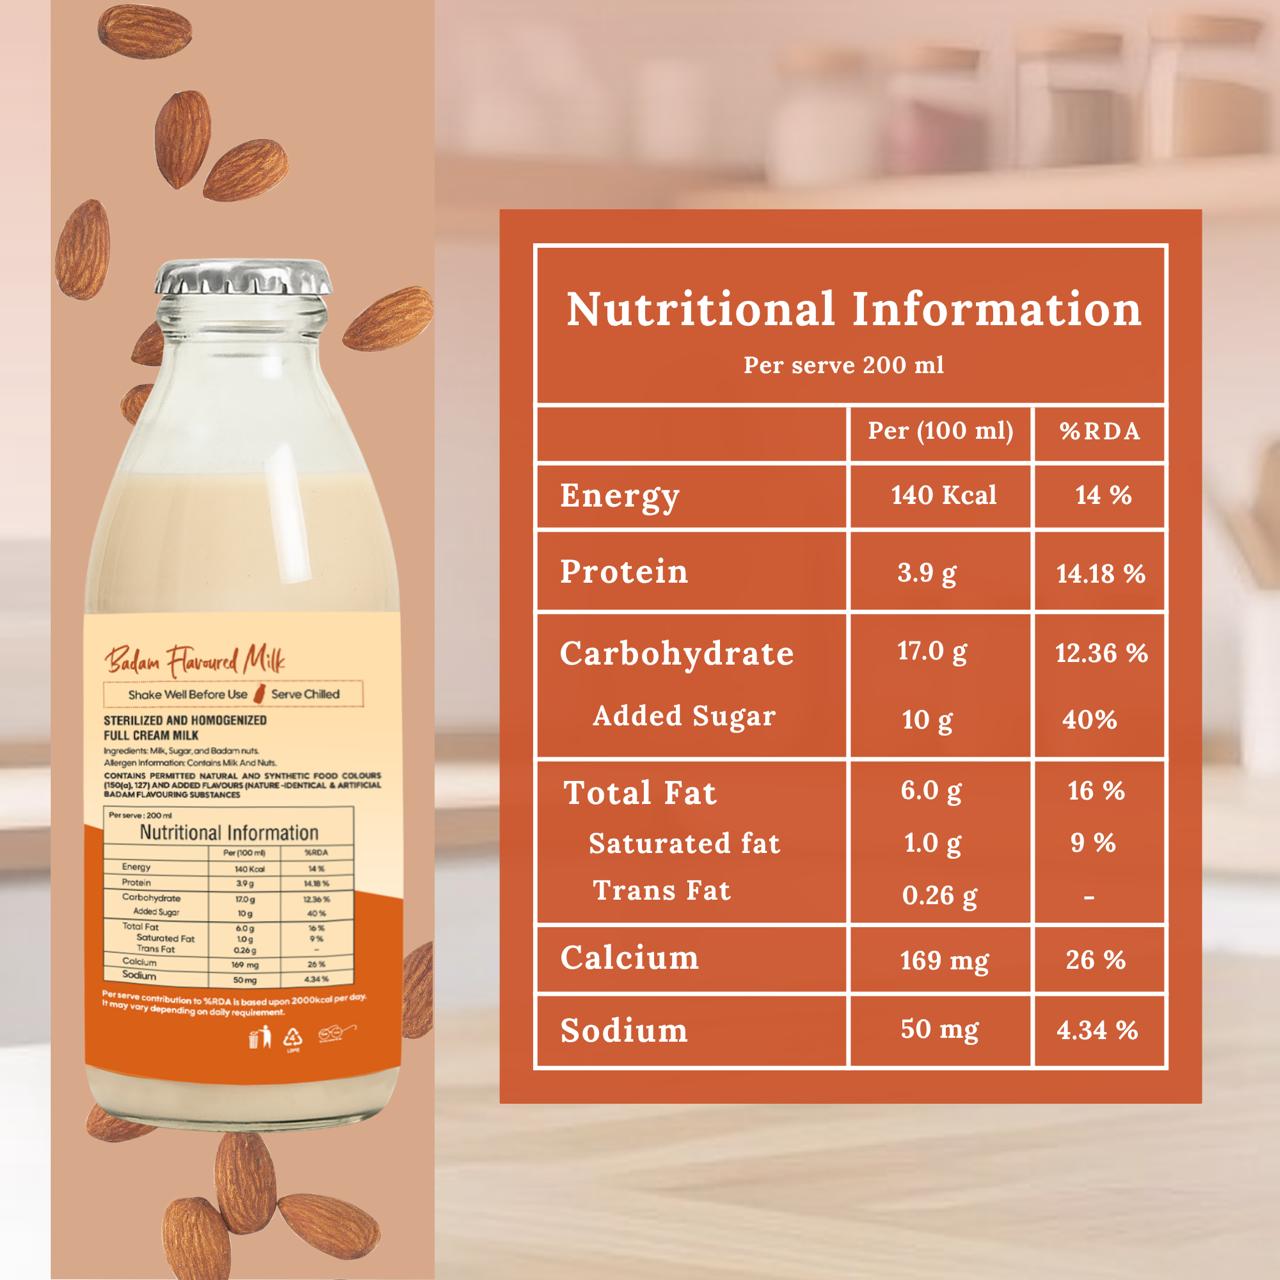 Badam Flavoured Milk
Shake Well Before Use Serve Chilled
STERILIZED AND HOMOGENIZED
FULL CREAM MILK
Ingredients: Milk, Sugar, and Badam nuts.
Allergen Information: Contains Milk And Nuts.
CONTAINS PERMITTED NATURAL AND SYNTHETIC FOOD COLOURS
(150(a), 127) AND ADDED FLAVOURS (NATURE -IDENTICAL & ARTIFICIAL
BADAM FLAVOURING SUBSTANCES
Per serve : 200 ml
Nutritional Information
Per (100 ml) %RDA
Energy 140 Kcal 14 %
Protein 3.9 g 14.18 %
Carbohydrate 17.0 g 12.36 %
Added Sugar 10 g 40 %
Total Fat 6.0 g 16 %
Saturated Fat 1.0 g 9 %
Trans Fat 0.26 g –
Calcium 169 mg 26 %
Sodium 50 mg 4.34 %
Per serve contribution to %RDA is based upon 2000kcal per day.
It may vary depending on daily requirement.
4
Nutritional Information
Per serve 200 ml
Per (100 ml) %RDA
Energy 140 Kcal 14 %
Protein 3.9 g 14.18 %
Carbohydrate 17.0 g 12.36 %
Added Sugar 10 g 40%
Total Fat 6.0 g 16 %
Saturated fat 1.0 g 9 %
Trans Fat 0.26 g -
Calcium 169 mg 26 %
Sodium 50 mg 4.34 %